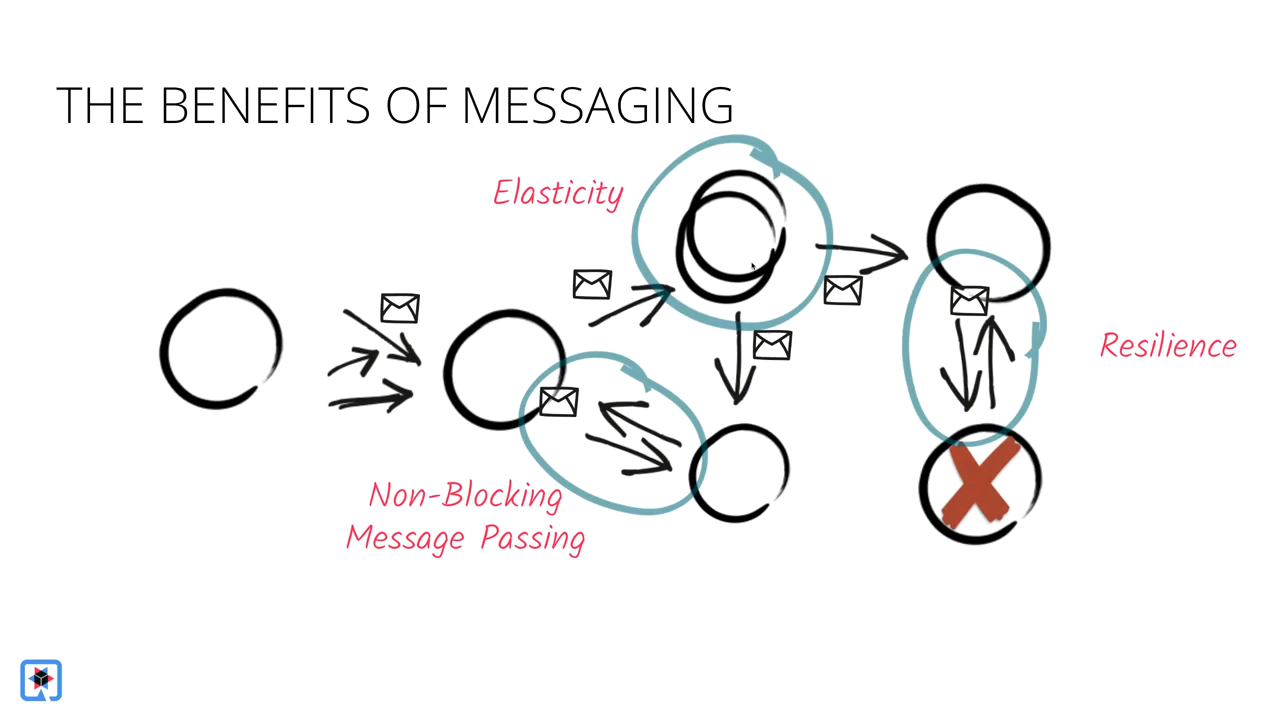 THE BENEFITS OF MESSAGING
Elasticity
Resilience
Non-Blocking
Message Passing